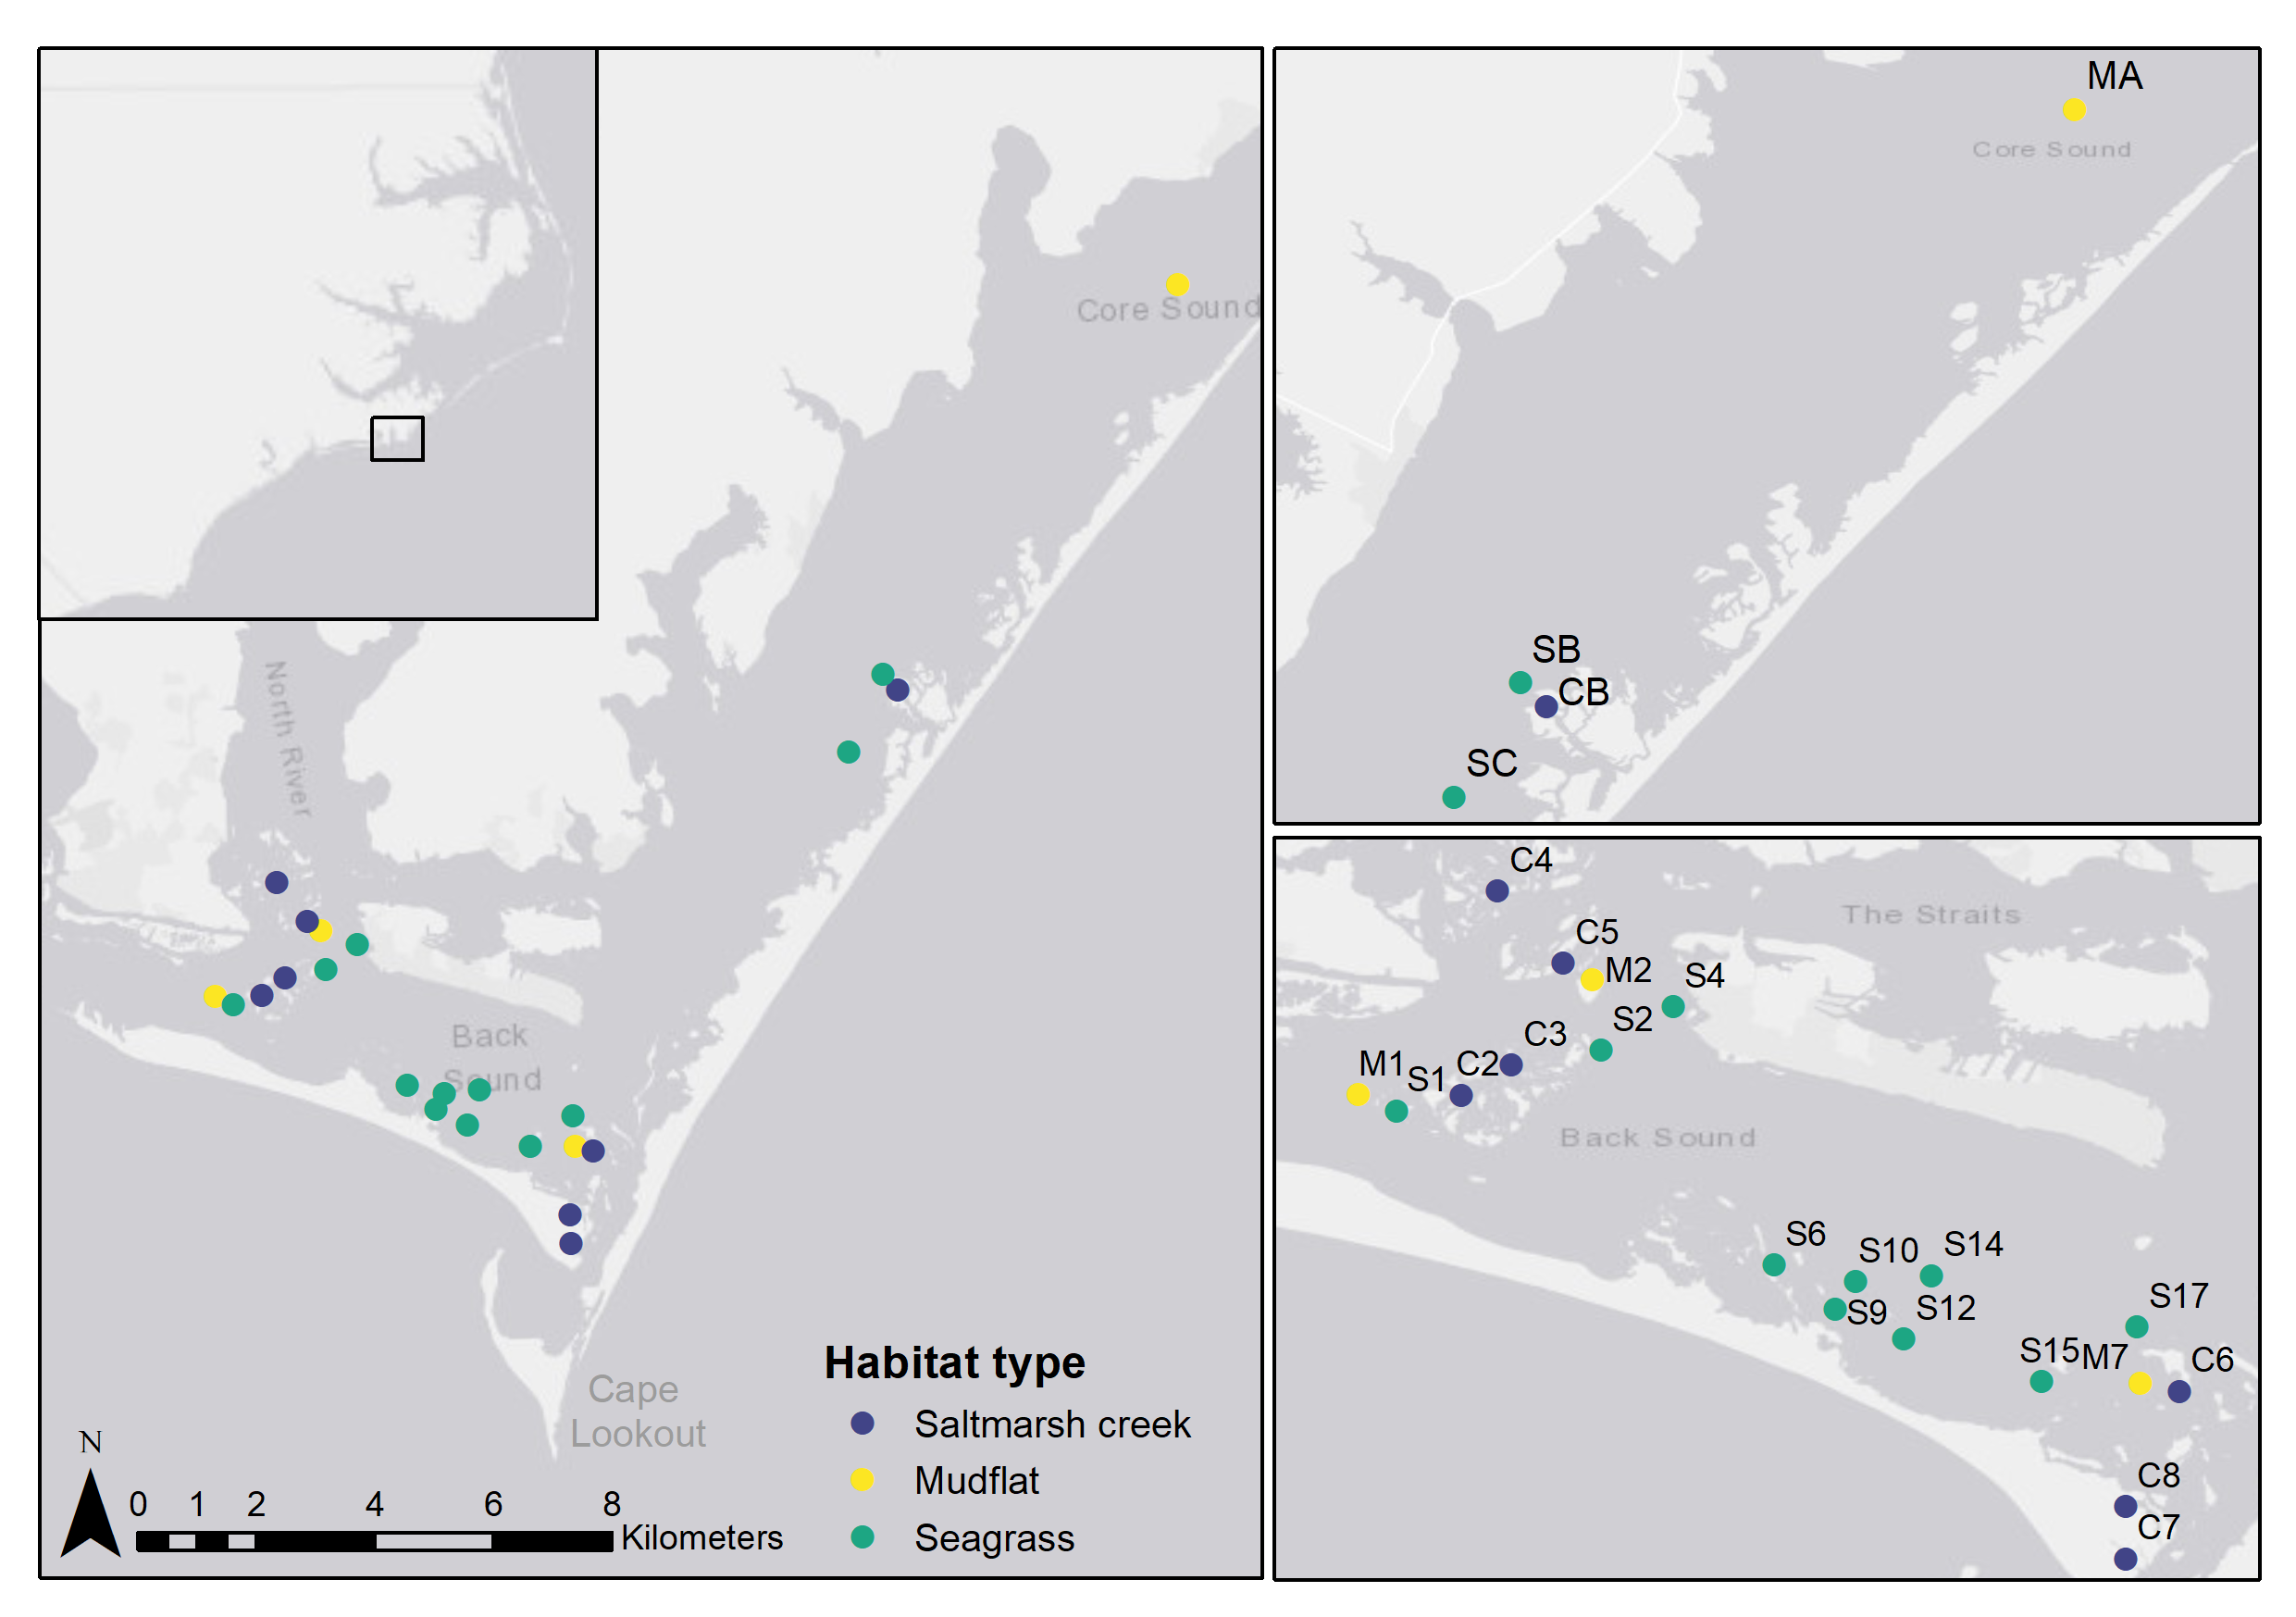 Core Sound
North River
Back
Sound
Cape
Lookout
Habitat type
Saltmarsh creek
Mudflat
Seagrass
N
0 1 2 4 6 8
Kilometers
MA
Core Sound
SB
CB
SC
C4
The Straits
C5
M2
S4
S2
C3
M1
S1
C2
Back Sound
S6
S10
S14
S9
S12
S17
S15
M7
C6
C8
C7